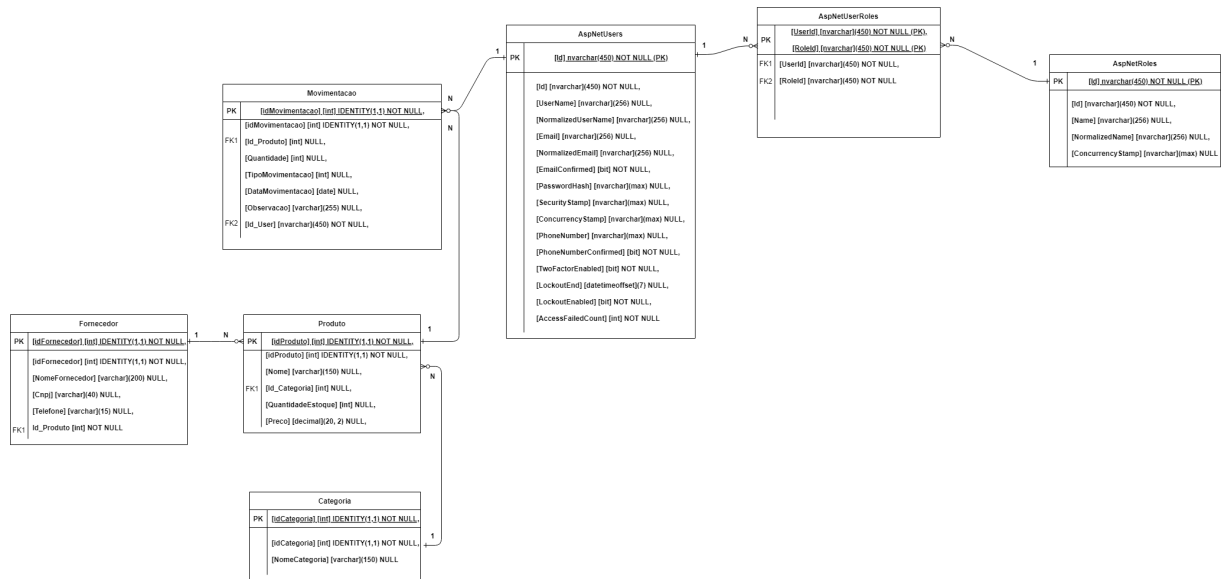 AspNetUserRoles
PK
[UserId] [nvarchar](450) NOT NULL (PK),
[RoleId] [nvarchar](450) NOT NULL (PK)
FK1
[UserId] [nvarchar](450) NOT NULL,
FK2
[RoleId] [nvarchar](450) NOT NULL
N
N
1
AspNetUsers
PK
[Id] nvarchar(450) NOT NULL (PK)
[Id] [nvarchar](450) NOT NULL,
[UserName] [nvarchar](256) NULL,
[NormalizedUserName] [nvarchar](256) NULL,
[Email] [nvarchar](256) NULL,
[NormalizedEmail] [nvarchar](256) NULL,
[EmailConfirmed] [bit] NOT NULL,
[PasswordHash] [nvarchar](max) NULL,
[SecurityStamp] [nvarchar](max) NULL,
[ConcurrencyStamp] [nvarchar](max) NULL,
[PhoneNumber] [nvarchar](max) NULL,
[PhoneNumberConfirmed] [bit] NOT NULL,
[TwoFactorEnabled] [bit] NOT NULL,
[LockoutEnd] [datetimeoffset](7) NULL,
[LockoutEnabled] [bit] NOT NULL,
[AccessFailedCount] [int] NOT NULL
1
1
AspNetRoles
PK
[Id] nvarchar(450) NOT NULL (PK)
[Id] [nvarchar](450) NOT NULL,
[Name] [nvarchar](256) NULL,
[NormalizedName] [nvarchar](256) NULL,
[ConcurrencyStamp] [nvarchar](max) NULL
Movimentacao
PK
[idMovimentacao] [int] IDENTITY(1,1) NOT NULL,
[idMovimentacao] [int] IDENTITY(1,1) NOT NULL,
FK1
[Id_Produto] [int] NULL,
[Quantidade] [int] NULL,
[TipoMovimentacao] [int] NULL,
[DataMovimentacao] [date] NULL,
[Observacao] [varchar](255) NULL,
FK2
[Id_User] [nvarchar](450) NOT NULL,
N
N
Fornecedor
PK
[idFornecedor] [int] IDENTITY(1,1) NOT NULL,
[idFornecedor] [int] IDENTITY(1,1) NOT NULL,
[NomeFornecedor] [varchar](200) NULL,
[Cnpj] [varchar](40) NULL,
[Telefone] [varchar](15) NULL,
FK1
Id_Produto [int] NOT NULL
1
N
Produto
PK
[idProduto] [int] IDENTITY(1,1) NOT NULL,
[idProduto] [int] IDENTITY(1,1) NOT NULL,
[Nome] [varchar](150) NULL,
FK1
[Id_Categoria] [int] NULL,
[QuantidadeEstoque] [int] NULL,
[Preco] [decimal](20, 2) NULL,
1
N
Categoria
PK
[idCategoria] [int] IDENTITY(1,1) NOT NULL,
[idCategoria] [int] IDENTITY(1,1) NOT NULL,
[NomeCategoria] [varchar](150) NULL
1